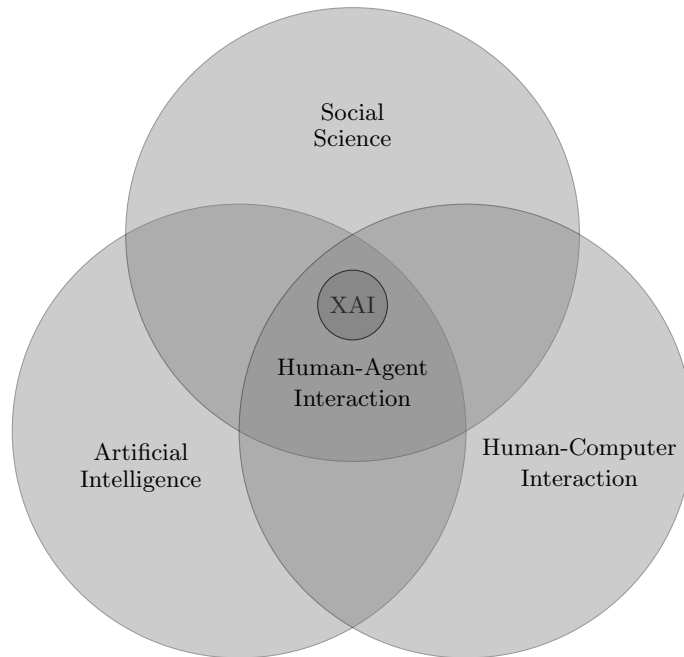 Social
Science
XAI
Human-Agent
Interaction
Artificial
Intelligence
Human-Computer
Interaction